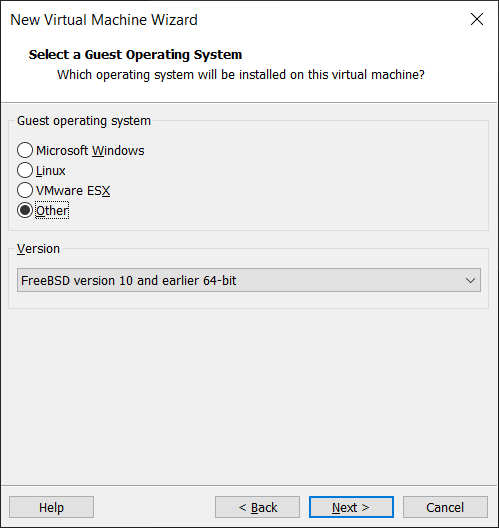 New Virtual Machine Wizard
Select a Guest Operating System
Which operating system will be installed on this virtual machine?
Guest operating system
Microsoft Windows
Linux
VMware ESX
Other
Version
FreeBSD version 10 and earlier 64-bit
Help
< Back
Next >
Cancel